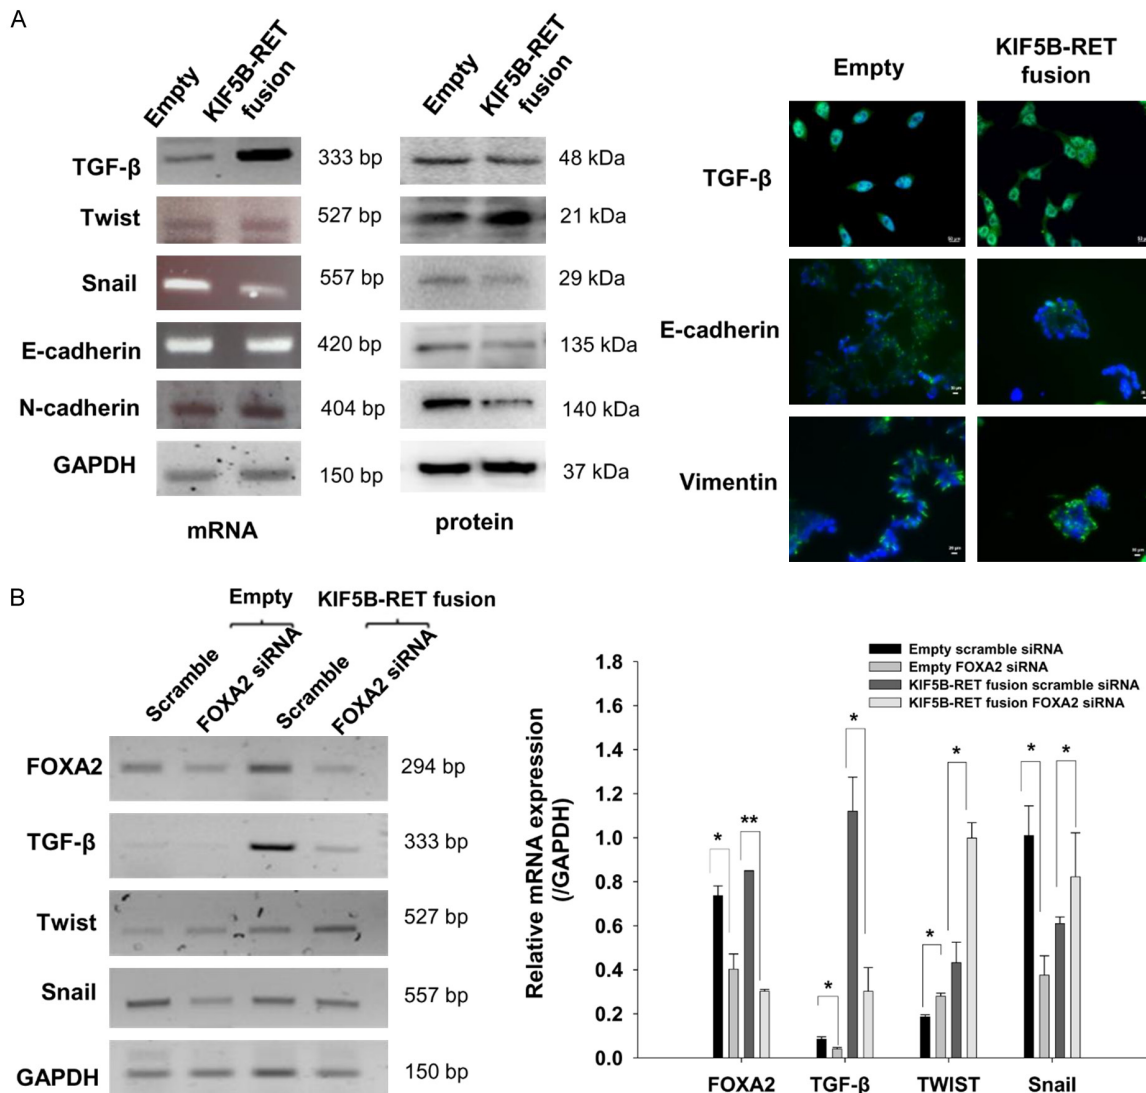 A
Empty
KIF5B-RET
fusion
Empty
KIF5B-RET
fusion
TGF-β
333 bp
48 kDa
Twist
527 bp
21 kDa
Snail
557 bp
29 kDa
E-cadherin
420 bp
135 kDa
N-cadherin
404 bp
140 kDa
GAPDH
150 bp
37 kDa
mRNA
protein
Empty
KIF5B-RET
fusion
TGF-β
E-cadherin
Vimentin
B
Empty
KIF5B-RET fusion
Scramble
FOXA2 siRNA
Scramble
FOXA2 siRNA
FOXA2
294 bp
TGF-β
333 bp
Twist
527 bp
Snail
557 bp
GAPDH
150 bp
Relative mRNA expression
(/GAPDH)
1.8
1.6
1.4
1.2
1.0
0.8
0.6
0.4
0.2
0.0
Empty scramble siRNA
Empty FOXA2 siRNA
KIF5B-RET fusion scramble siRNA
KIF5B-RET fusion FOXA2 siRNA
*
**
*
*
*
*
*
*
FOXA2
TGF-β
TWIST
Snail